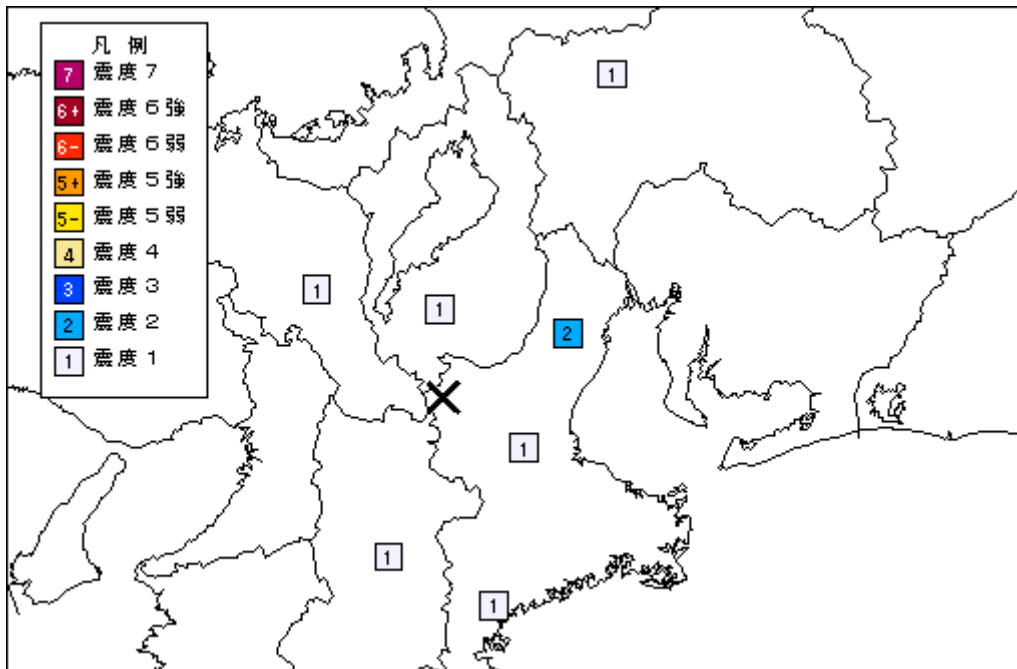 凡 例
7 震度７
6+ 震度６強
6- 震度６弱
5+ 震度５強
5- 震度５弱
4 震度４
3 震度３
2 震度２
1 震度１
1
1
1
2
1
1
1